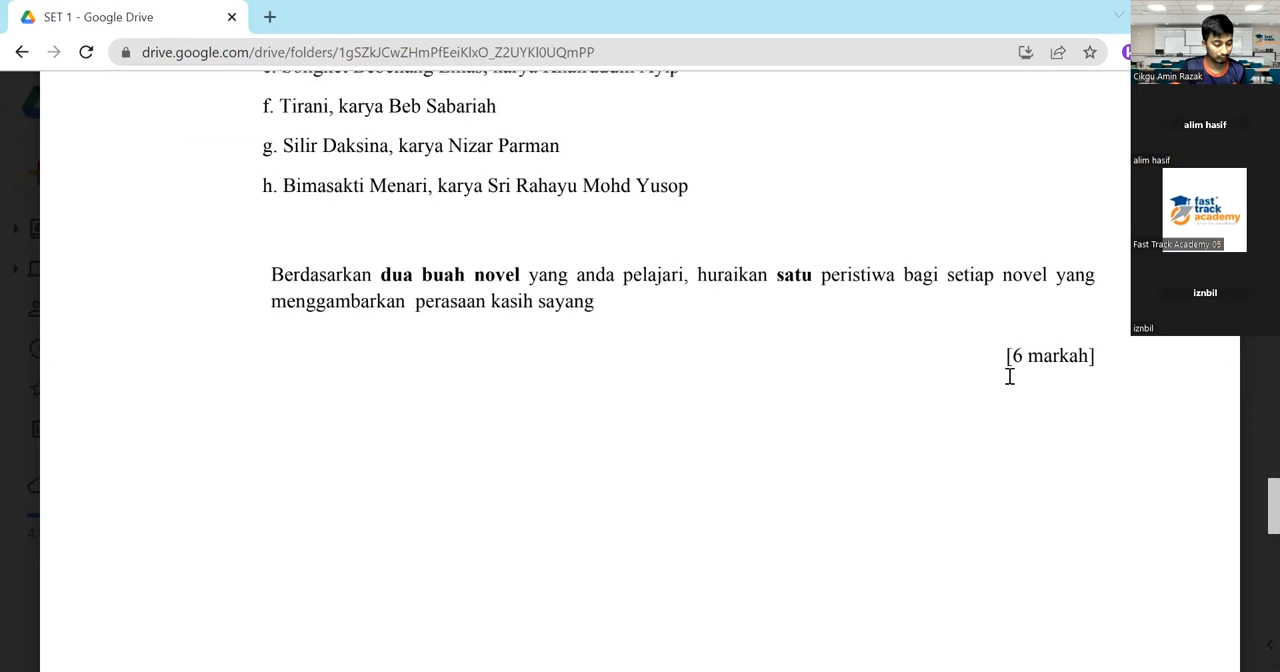 SET 1 - Google Drive
drive.google.com/drive/folders/1gSZkJCwZHmPfEeiKlxO_Z2UYKl0UQmPP
f. Tirani, karya Beb Sabariah
g. Silir Daksina, karya Nizar Parman
h. Bimasakti Menari, karya Sri Rahayu Mohd Yusop
Berdasarkan dua buah novel yang anda pelajari, huraikan satu peristiwa bagi setiap novel yang
menggambarkan perasaan kasih sayang
[6 markah]
Cikgu Amin Razak
alim hasif
alim hasif
fast
track
academy
Fast Track Academy 05
iznbil
iznbil